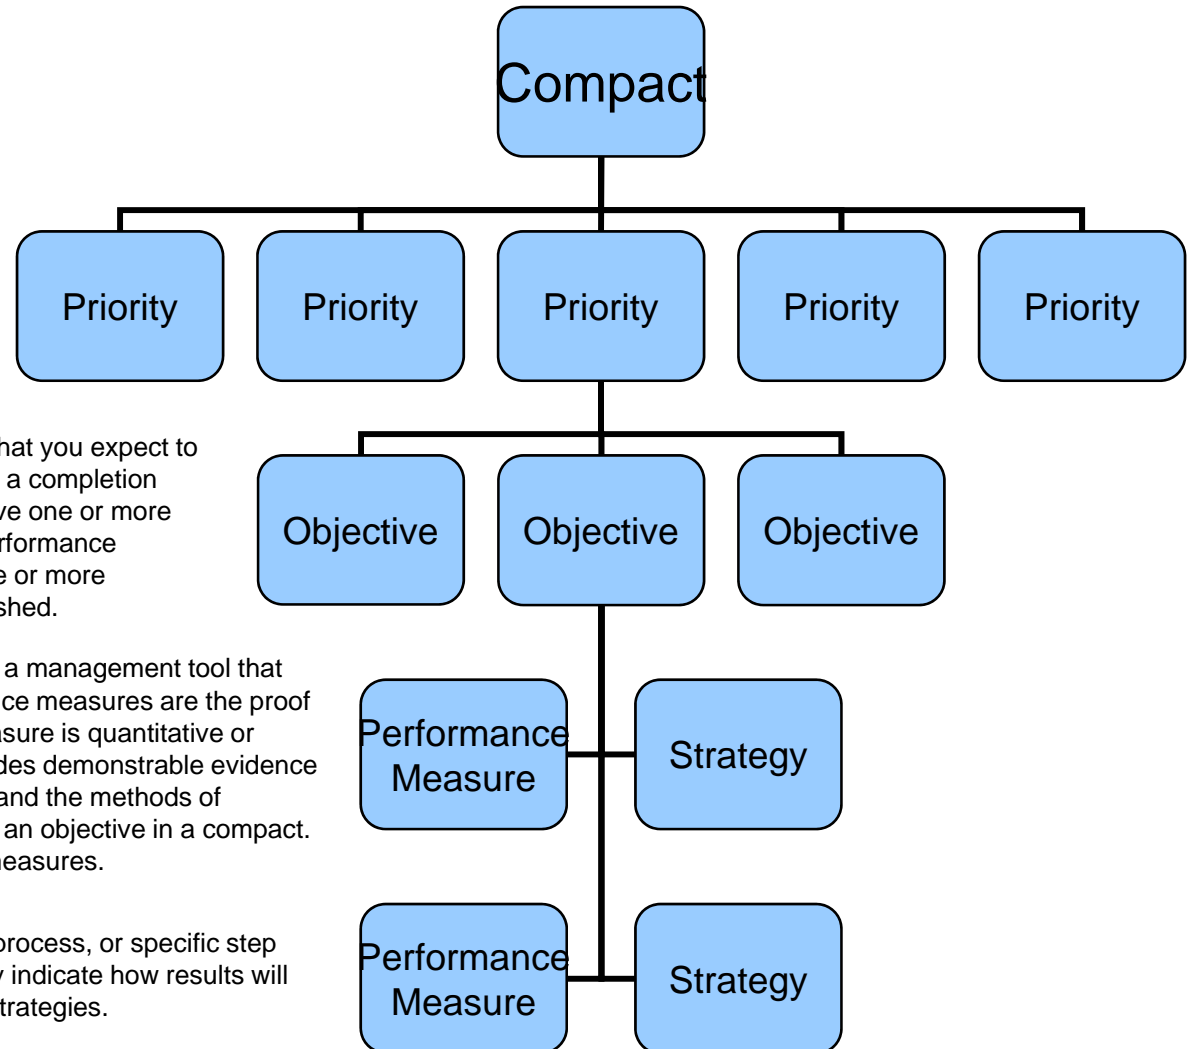 Compact
Priority
Priority
Priority
Priority
Priority
hat you expect to
a completion
ve one or more
rformance
e or more
shed.
Objective
Objective
Objective
a management tool that
ce measures are the proof
asure is quantitative or
des demonstrable evidence
and the methods of
an objective in a compact.
neasures.
Performance
Measure
Strategy
process, or specific step
y indicate how results will
strategies.
Performance
Measure
Strategy